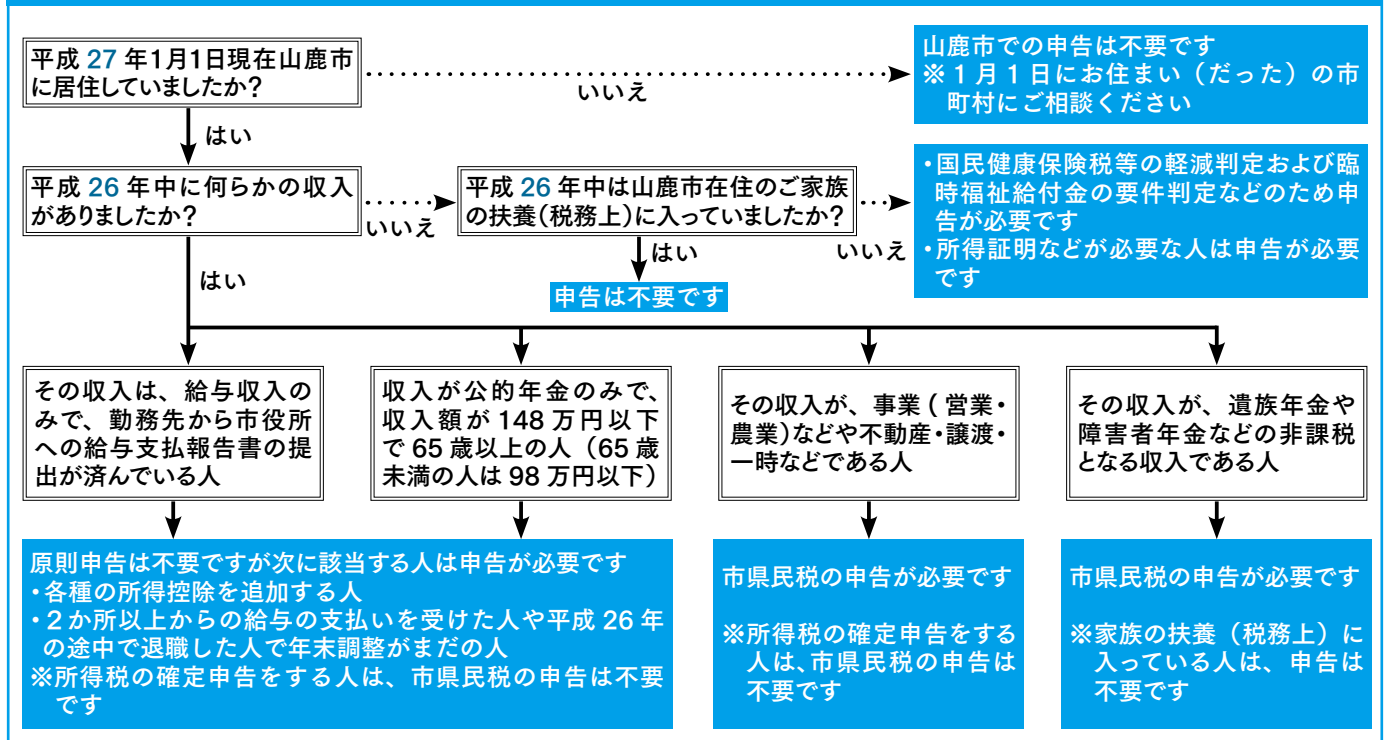 平成 27 年1月1日現在山鹿市
に居住していましたか?
いいえ
山鹿市での申告は不要です
※１月１日にお住まい（だった）の市
町村にご相談ください
はい
平成 26 年中に何らかの収入
がありましたか?
いいえ
平成 26 年中は山鹿市在住のご家族
の扶養(税務上)に入っていましたか?
いいえ
・国民健康保険税等の軽減判定および臨
時福祉給付金の要件判定などのため申
告が必要です
・所得証明などが必要な人は申告が必要
です
はい
申告は不要です
はい
その収入は、給与収入の
みで、勤務先から市役所
への給与支払報告書の提
出が済んでいる人
収入が公的年金のみで、
収入額が 148 万円以下
で 65 歳以上の人（65 歳
未満の人は 98 万円以下）
その収入が、事業 ( 営業・
農業)などや不動産・譲渡・
一時などである人
その収入が、遺族年金や
障害者年金などの非課税
となる収入である人
原則申告は不要ですが次に該当する人は申告が必要です
・各種の所得控除を追加する人
・２か所以上からの給与の支払いを受けた人や平成 26 年
の途中で退職した人で年末調整がまだの人
※所得税の確定申告をする人は、市県民税の申告は不要
です
市県民税の申告が必要です
※所得税の確定申告をする
人は、市県民税の申告は
不要です
市県民税の申告が必要です
※家族の扶養（税務上）に
入っている人は、申告は
不要です